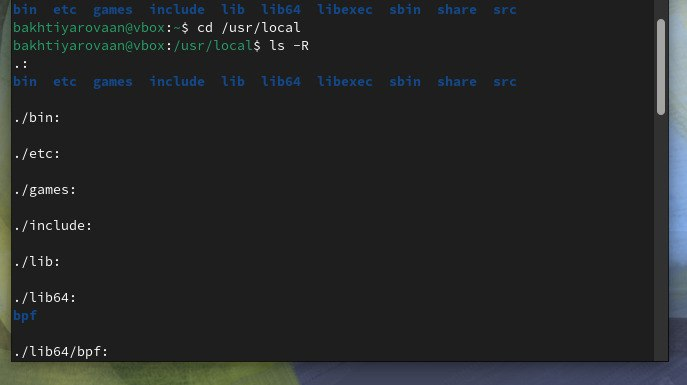 bin  etc  games  include  lib  lib64  libexec  sbin  share  src
bakhtiyarovaan@vbox:~$ cd /usr/local
bakhtiyarovaan@vbox:/usr/local$ ls -R
.:
bin  etc  games  include  lib  lib64  libexec  sbin  share  src

./bin:

./etc:

./games:

./include:

./lib:

./lib64:
bpf

./lib64/bpf: